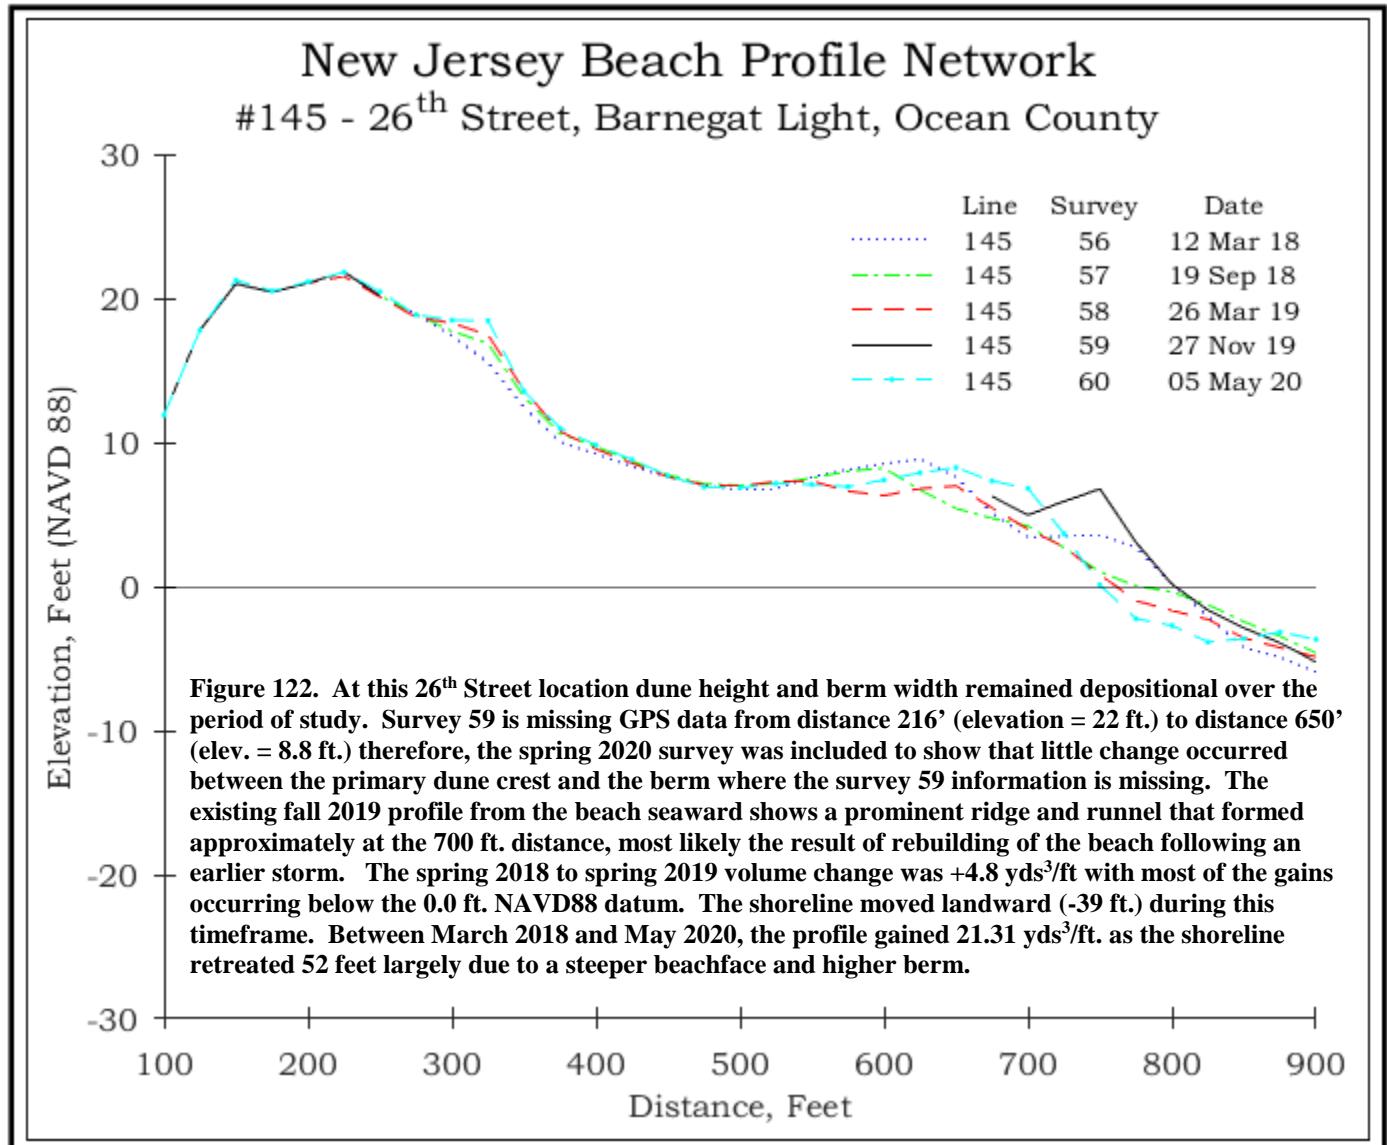 New Jersey Beach Profile Network
#145 - 26th Street, Barnegat Light, Ocean County
30
20
10
0
-10
-20
-30
Elevation, Feet (NAVD 88)
Line Survey Date
145 56 12 Mar 18
145 57 19 Sep 18
145 58 26 Mar 19
145 59 27 Nov 19
145 60 05 May 20
Figure 122. At this 26th Street location dune height and berm width remained depositional over the
period of study. Survey 59 is missing GPS data from distance 216’ (elevation = 22 ft.) to distance 650’
(elev. = 8.8 ft.) therefore, the spring 2020 survey was included to show that little change occurred
between the primary dune crest and the berm where the survey 59 information is missing. The
existing fall 2019 profile from the beach seaward shows a prominent ridge and runnel that formed
approximately at the 700 ft. distance, most likely the result of rebuilding of the beach following an
earlier storm. The spring 2018 to spring 2019 volume change was +4.8 yds³/ft with most of the gains
occurring below the 0.0 ft. NAVD88 datum. The shoreline moved landward (-39 ft.) during this
timeframe. Between March 2018 and May 2020, the profile gained 21.31 yds³/ft. as the shoreline
retreated 52 feet largely due to a steeper beachface and higher berm.
100 200 300 400 500 600 700 800 900
Distance, Feet